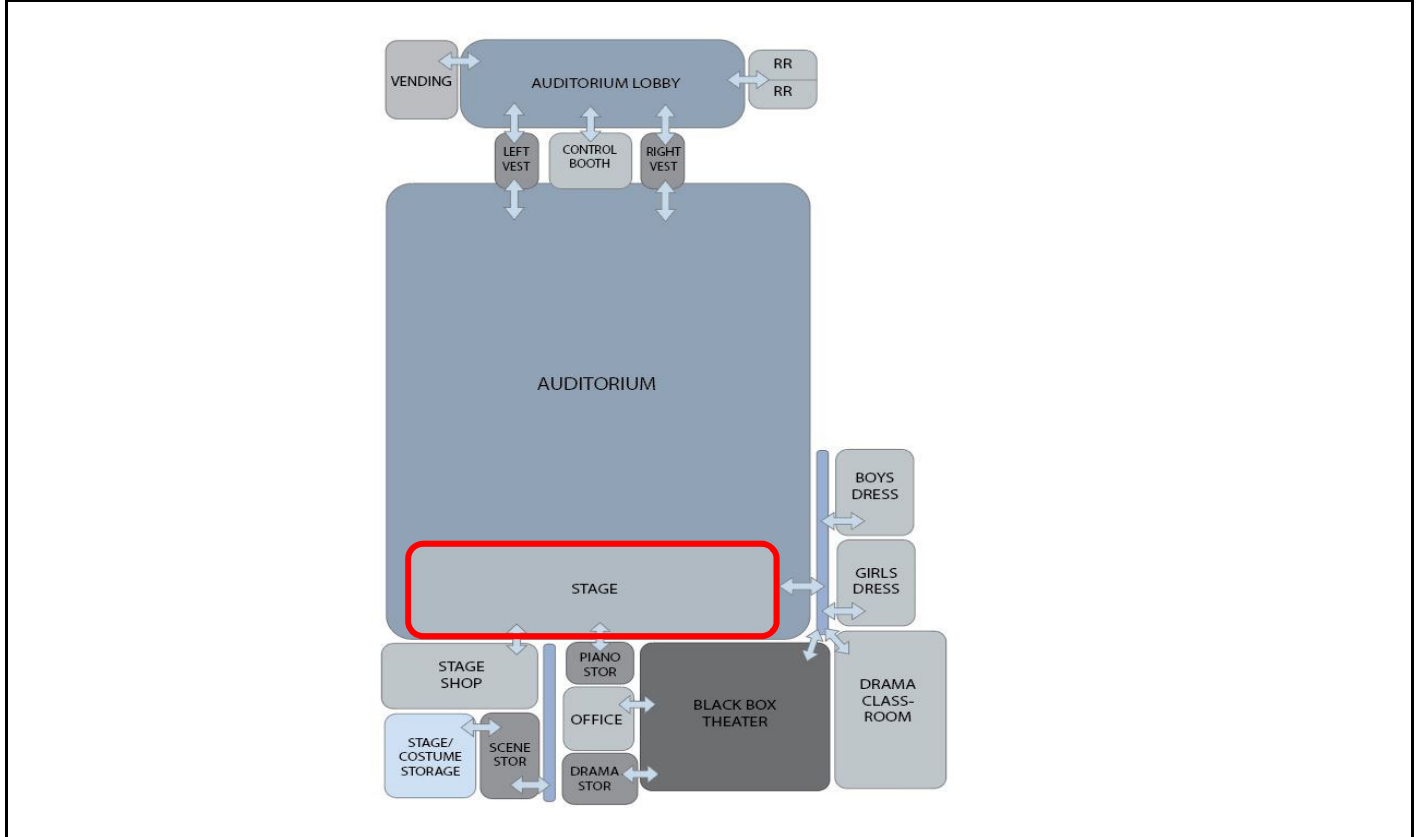 VENDING
AUDITORIUM LOBBY
RR
RR
LEFT
VEST
CONTROL
BOOTH
RIGHT
VEST
AUDITORIUM
BOYS
DRESS
GIRLS
DRESS
STAGE
STAGE
SHOP
PIANO
STOR
OFFICE
BLACK BOX
THEATER
DRAMA
CLASS-
ROOM
STAGE/
COSTUME
STORAGE
SCENE
STOR
DRAMA
STOR